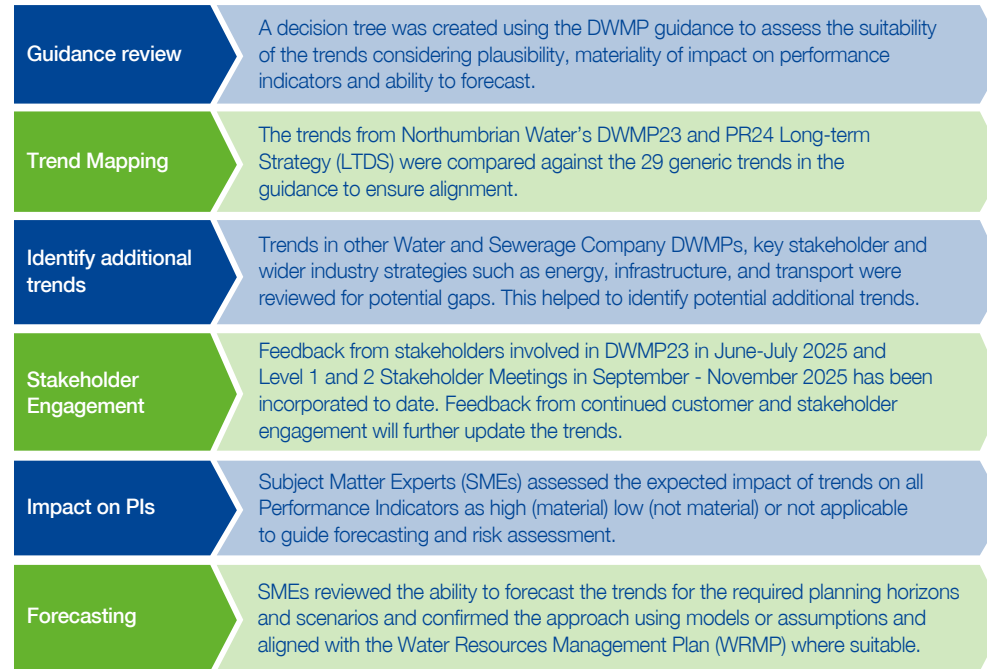 Guidance review
A decision tree was created using the DWMP guidance to assess the suitability
of the trends considering plausibility, materiality of impact on performance
indicators and ability to forecast.
Trend Mapping
The trends from Northumbrian Water's DWMP23 and PR24 Long-term
Strategy (LTDS) were compared against the 29 generic trends in the
guidance to ensure alignment.
Identify additional
trends
Trends in other Water and Sewerage Company DWMPs, key stakeholder and
wider industry strategies such as energy, infrastructure, and transport were
reviewed for potential gaps. This helped to identify potential additional trends.
Stakeholder
Engagement
Feedback from stakeholders involved in DWMP23 in June-July 2025 and
Level 1 and 2 Stakeholder Meetings in September - November 2025 has been
incorporated to date. Feedback from continued customer and stakeholder
engagement will further update the trends.
Impact on PIs
Subject Matter Experts (SMEs) assessed the expected impact of trends on all
Performance Indicators as high (material) low (not material) or not applicable
to guide forecasting and risk assessment.
Forecasting
SMEs reviewed the ability to forecast the trends for the required planning horizons
and scenarios and confirmed the approach using models or assumptions and
aligned with the Water Resources Management Plan (WRMP) where suitable.